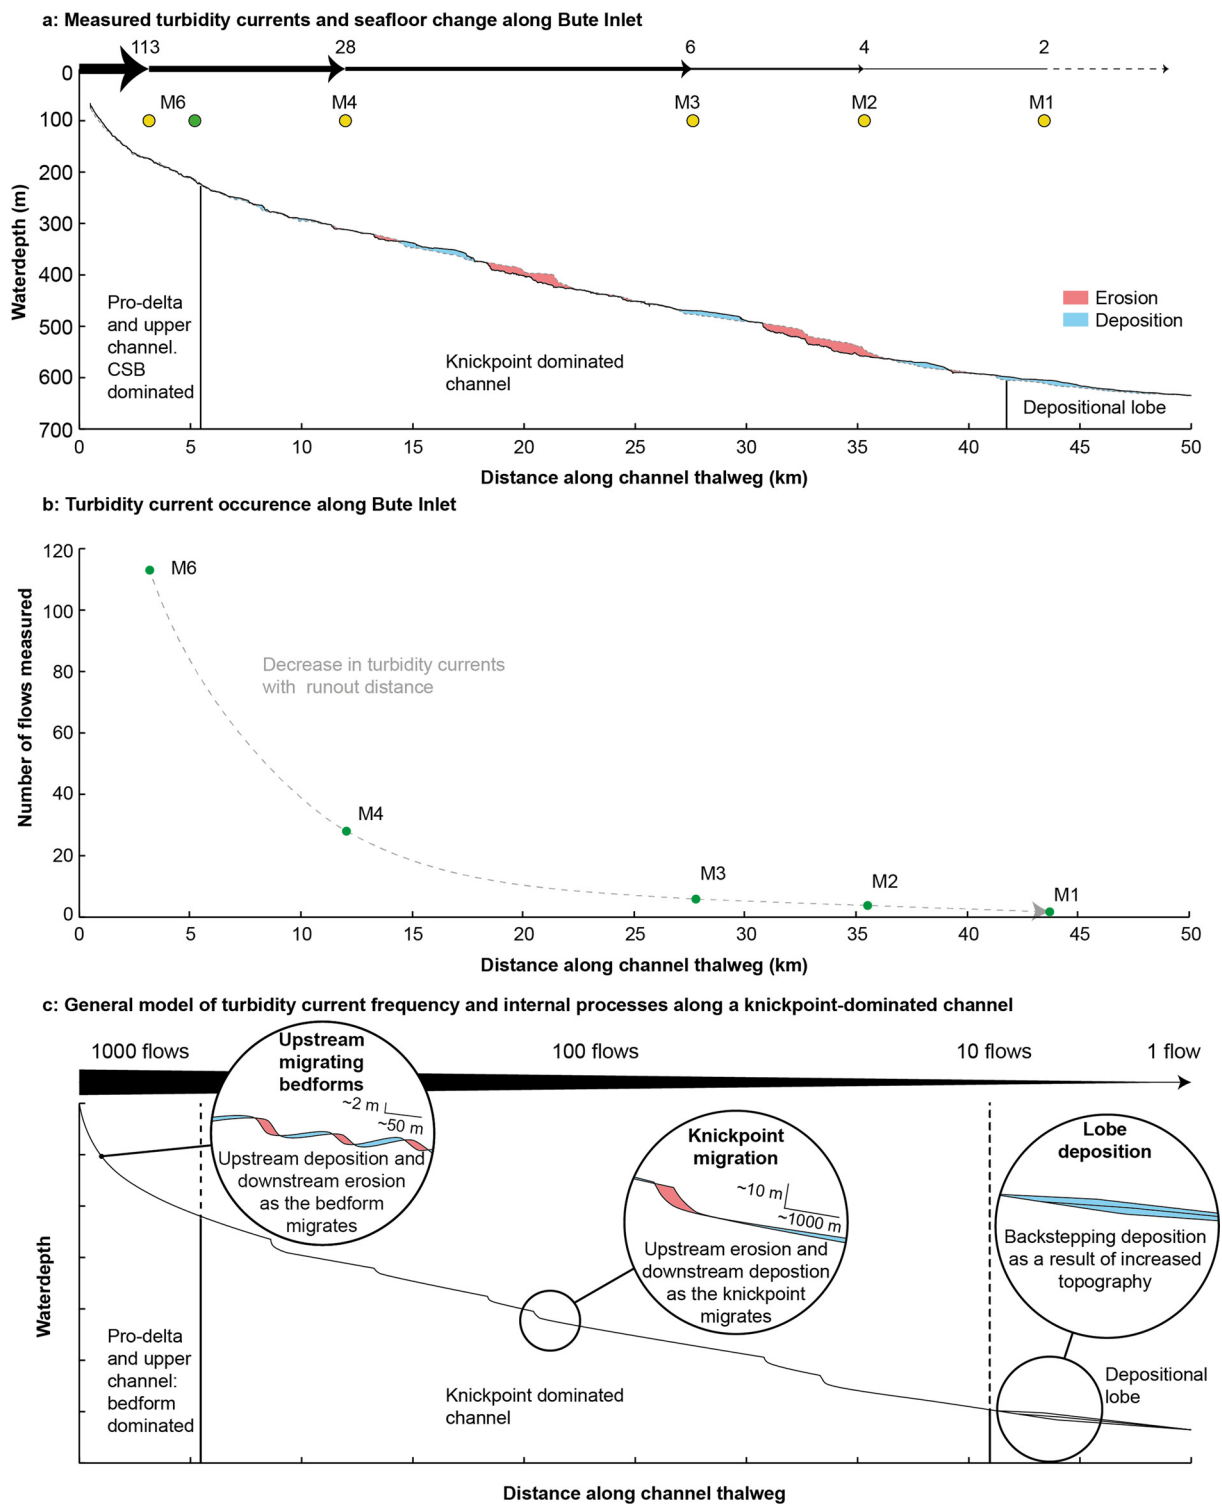 a: Measured turbidity currents and seafloor change along Bute Inlet
113 28 6 4 2
M6 M4 M3 M2 M1
0
100
200
300
400
500
600
700
Waterdepth (m)
Erosion
Deposition
Pro-delta
and upper
channel.
CSB
dominated
Knickpoint dominated
channel
Depositional lobe
0 5 10 15 20 25 30 35 40 45 50
Distance along channel thalweg (km)
b: Turbidity current occurence along Bute Inlet
120
100
80
60
40
20
0
Number of flows measured
M6
Decrease in turbidity currents
with runout distance
M4
M3
M2
M1
0 5 10 15 20 25 30 35 40 45 50
Distance along channel thalweg (km)
c: General model of turbidity current frequency and internal processes along a knickpoint-dominated channel
1000 flows 100 flows 10 flows 1 flow
Upstream
migrating
bedforms
~2 m
~50 m
Upstream deposition and
downstream erosion
as the bedform
migrates
Knickpoint
migration
~10 m
~1000 m
Upstream erosion and
downstream depostion
as the knickpoint
migrates
Lobe
deposition
Backstepping deposition
as a result of increased
topography
Waterdepth
Pro-delta
and upper
channel:
bedform
dominated
Knickpoint dominated
channel
Depositional
lobe
Distance along channel thalweg